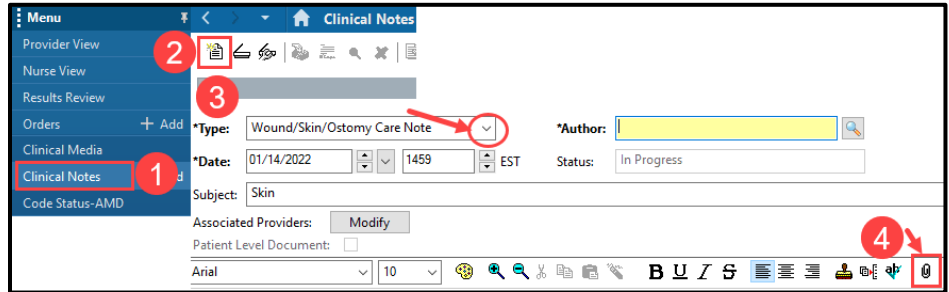 Menu
Provider View
Nurse View
Results Review
Orders + Add
Clinical Media
Clinical Notes d
Code Status-AMD
1
Clinical Notes
2
3
*Type: Wound/Skin/Ostomy Care Note *Author:
*Date: 01/14/2022 1459 EST Status: In Progress
Subject: Skin
Associated Providers: Modify
Patient Level Document:
4
Arial 10 B U I S